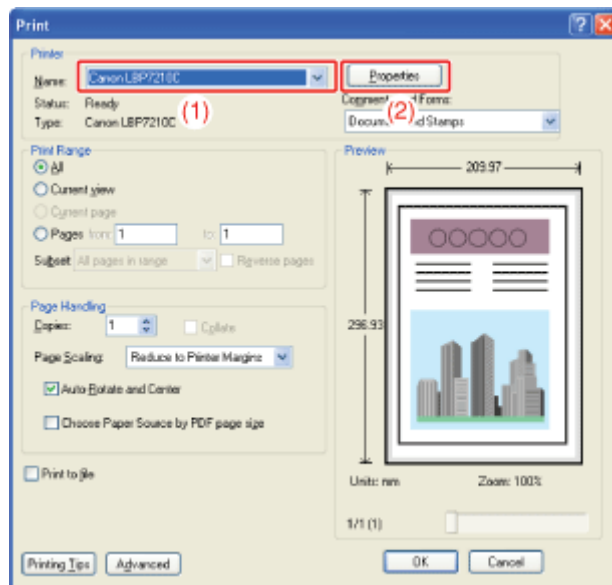 Print
Printer
Name: Canon LBP7210C Properties
Status: Ready (1) Comments and Forms: (2)
Type: Canon LBP7210C Document and Stamps
Print Range
All
Current view
Current page
Pages from: 1 to: 1
Subset: All pages in range Reverse pages
Preview
209.97
296.93
Page Handling
Copies: 1 Collate
Page Scaling: Reduce to Printer Margins
Auto-Rotate and Center
Choose Paper Source by PDF page size
Print to file
Units: mm Zoom: 100%
1/1 (1)
Printing Tips Advanced OK Cancel